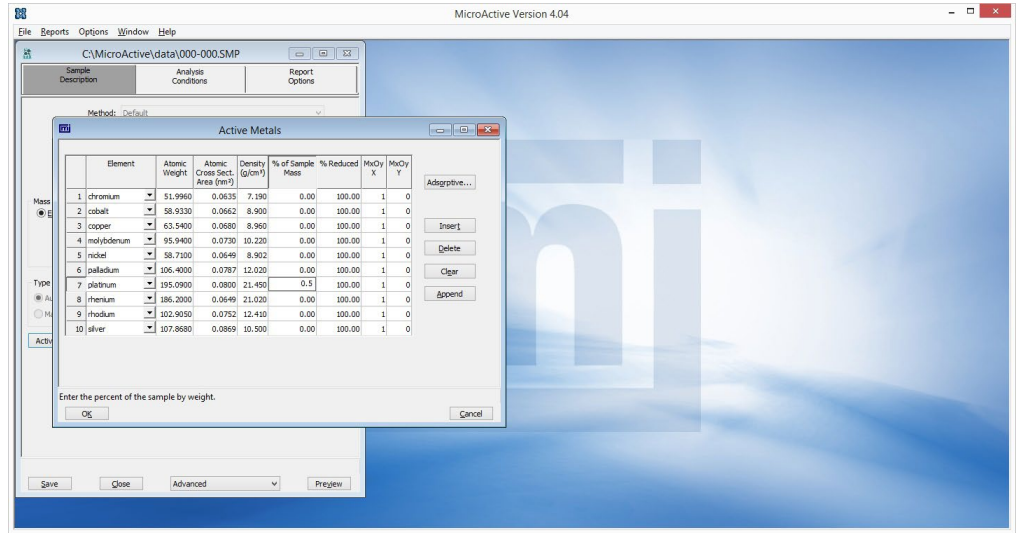 MicroActive Version 4.04
File Reports Options Window Help
C:\MicroActive\data\000-000.SMP
Sample Description Analysis Conditions Report Options
Method: Default
Active Metals
Element Atomic Weight Atomic Cross Sect. Area (nm²) Density (g/cm³) % of Sample Mass % Reduced MxOy X MxOy Y
Adsorptive...
Mass
1 chromium 51.9960 0.0635 7.190 0.00 100.00 1 0
2 cobalt 58.9330 0.0662 8.900 0.00 100.00 1 0
3 copper 63.5400 0.0680 8.960 0.00 100.00 1 0
Insert
4 molybdenum 95.9400 0.0730 10.220 0.00 100.00 1 0
Delete
5 nickel 58.7100 0.0649 8.902 0.00 100.00 1 0
6 palladium 106.4000 0.0787 12.020 0.00 100.00 1 0
Clear
Type
7 platinum 195.0900 0.0800 21.450 0.5 100.00 1 0
8 rhenium 186.2000 0.0649 21.020 0.00 100.00 1 0
Append
9 rhodium 102.9050 0.0752 12.410 0.00 100.00 1 0
10 silver 107.8680 0.0869 10.500 0.00 100.00 1 0
Activ
Enter the percent of the sample by weight.
OK Cancel
Save Close Advanced Preview
mi